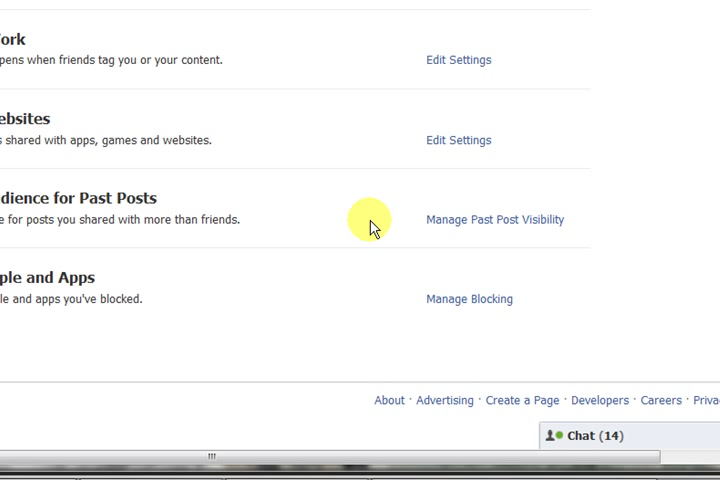 ork
pens when friends tag you or your content.
Edit Settings
ebsites
s shared with apps, games and websites.
Edit Settings
dience for Past Posts
e for posts you shared with more than friends.
Manage Past Post Visibility
ple and Apps
le and apps you've blocked.
Manage Blocking
About · Advertising · Create a Page · Developers · Careers · Priva
Chat (14)